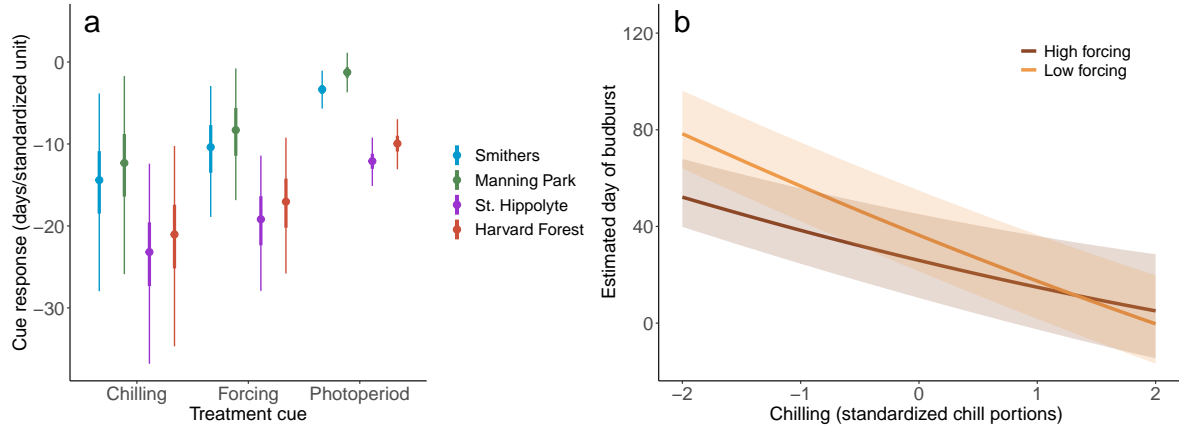 a
Cue response (days/standardized unit)
0
−10
−20
−30
Chilling
Forcing
Photoperiod
Treatment cue
Smithers
Manning Park
St. Hippolyte
Harvard Forest
b
Estimated day of budburst
120
80
40
0
−2
−1
0
1
2
Chilling (standardized chill portions)
High forcing
Low forcing